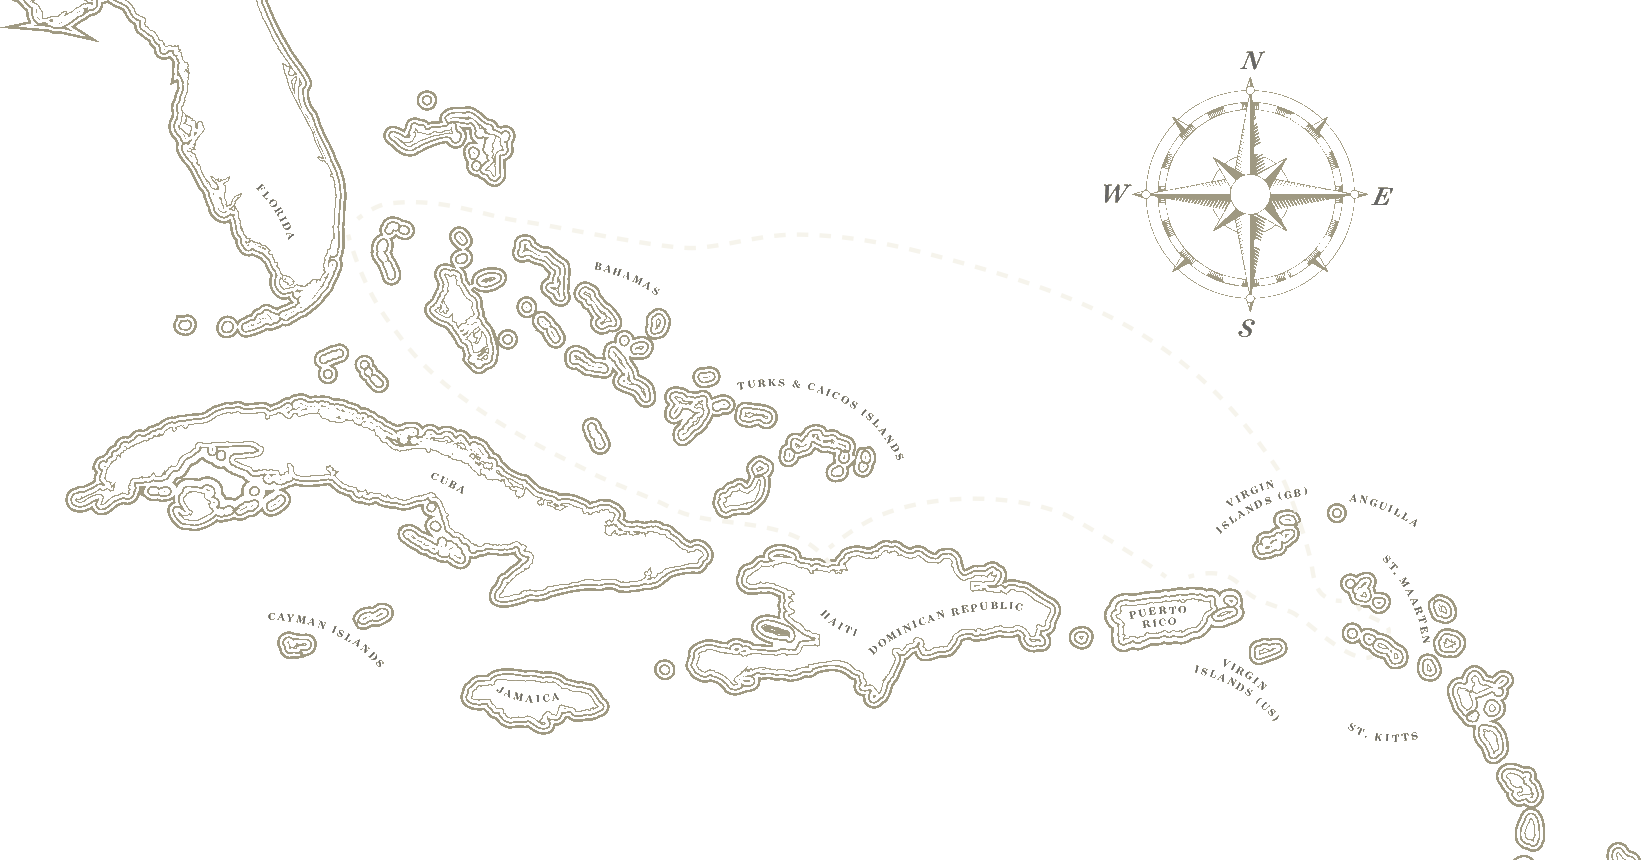 N
W
E
S
FLORIDA
BAHAMAS
TURKS & CAICOS ISLANDS
CUBA
VIRGIN
ISLANDS (GB)
ANGUILLA
ST. MAARTEN
CAYMAN ISLANDS
HAITI
DOMINICAN REPUBLIC
PUERTO
RICO
JAMAICA
VIRGIN
ISLANDS (US)
ST. KITTS